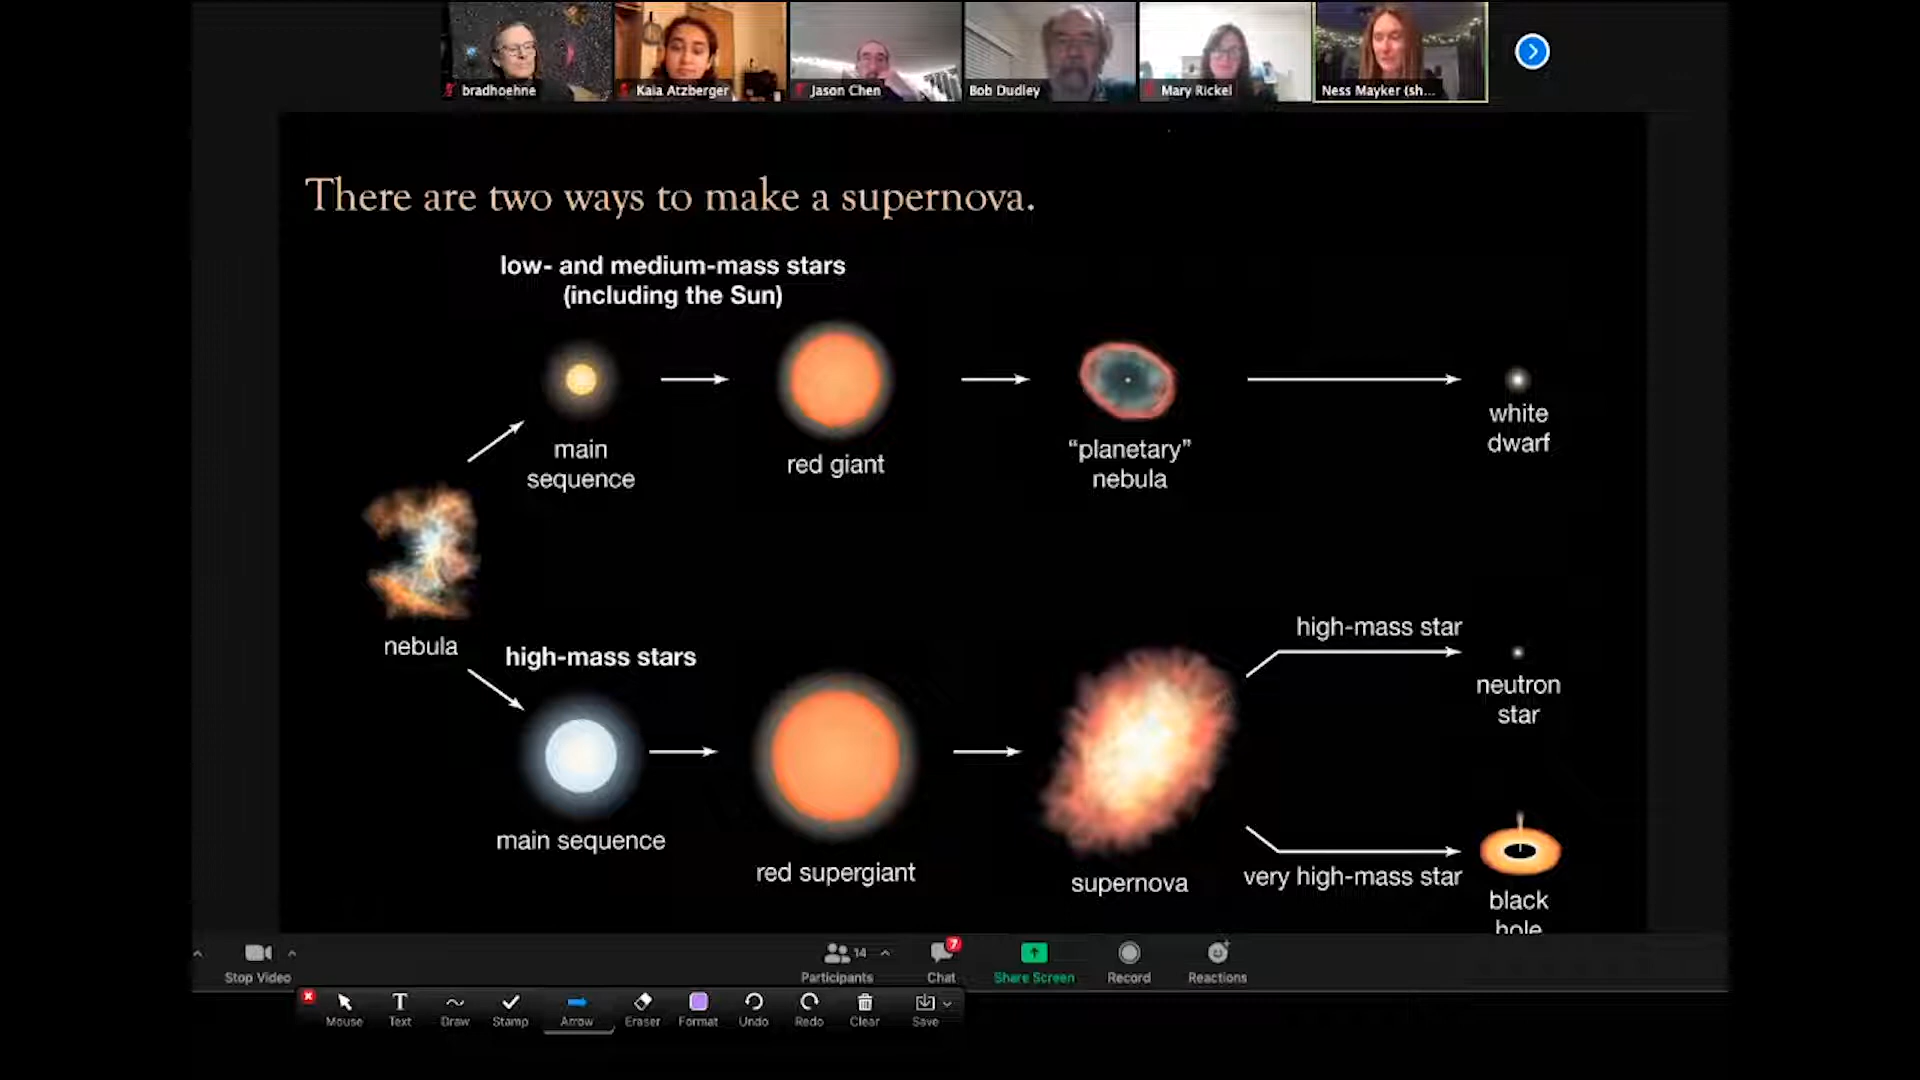 bradhoehne
Kaia Atzberger
Jason Chen
Bob Dudley
Mary Rickel
Ness Mayker (sh...
There are two ways to make a supernova.
low- and medium-mass stars
(including the Sun)
main
sequence
red giant
“planetary”
nebula
white
dwarf
nebula
high-mass stars
main sequence
red supergiant
supernova
high-mass star
neutron
star
very high-mass star
black
hole
Stop Video
14
Participants
7
Chat
Share Screen
Record
Reactions
Mouse
Text
Draw
Stamp
Arrow
Eraser
Format
Undo
Redo
Clear
Save